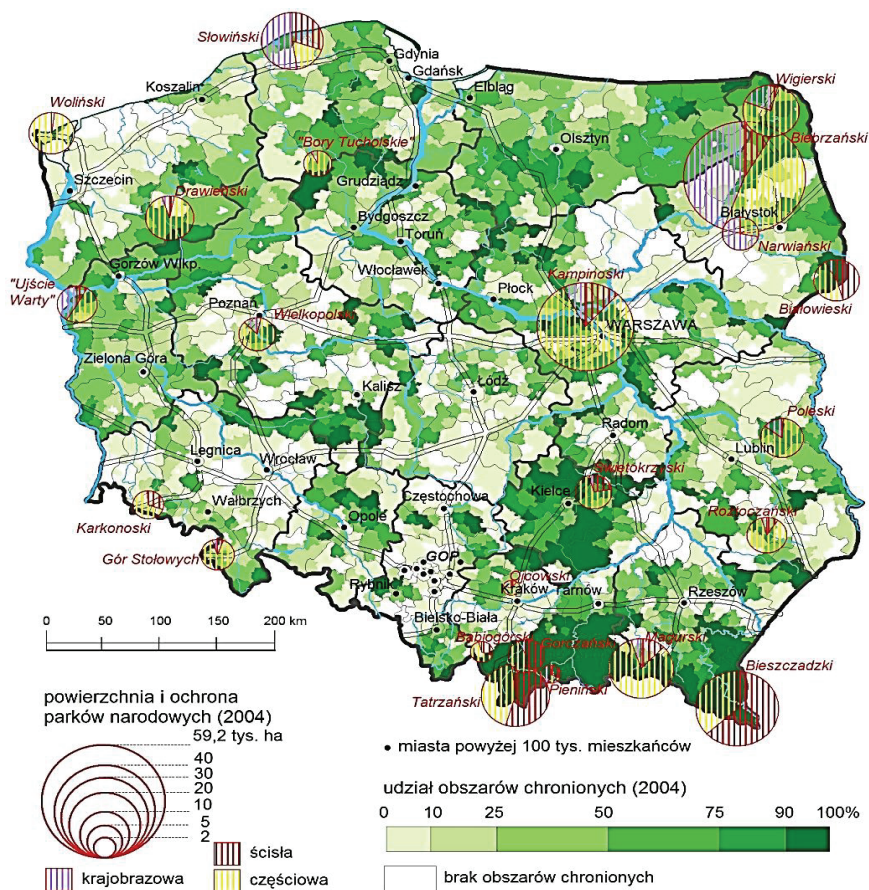 Słowiński
Gdynia
Gdańsk
Koszalin
Elbląg
Wigierski
Woliński
"Bory Tucholskie"
Olsztyn
Biebrzański
Szczecin
Drawieński
Grudziądz
Bydgoszcz
Białystok
Toruń
Narwiański
Gorzów Wlkp.
Włocławek
Kampinoski
"Ujście
Warty"
Płock
Białowieski
Poznań
Wielkopolski
WARSZAWA
Zielona Góra
Kalisz
Łódź
Poleski
Radom
Legnica
Wrocław
Lublin
Świętokrzyski
Wałbrzych
Częstochowa
Kielce
Karkonoski
Opole
Roztoczański
Gór Stołowych
GOP
Ojcowski
Rybnik
Kraków
Tarnów
Rzeszów
Bielsko-Biała
0 50 100 150 200 km
Babiogórski
Gorczański
Magurski
Bieszczadzki
Pieniński
Tatrzański
powierzchnia i ochrona
parków narodowych (2004)
59,2 tys. ha
40
30
20
10
5
2
ścisła
krajobrazowa
częściowa
miasta powyżej 100 tys. mieszkańców
udział obszarów chronionych (2004)
0 10 25 50 75 90 100%
brak obszarów chronionych